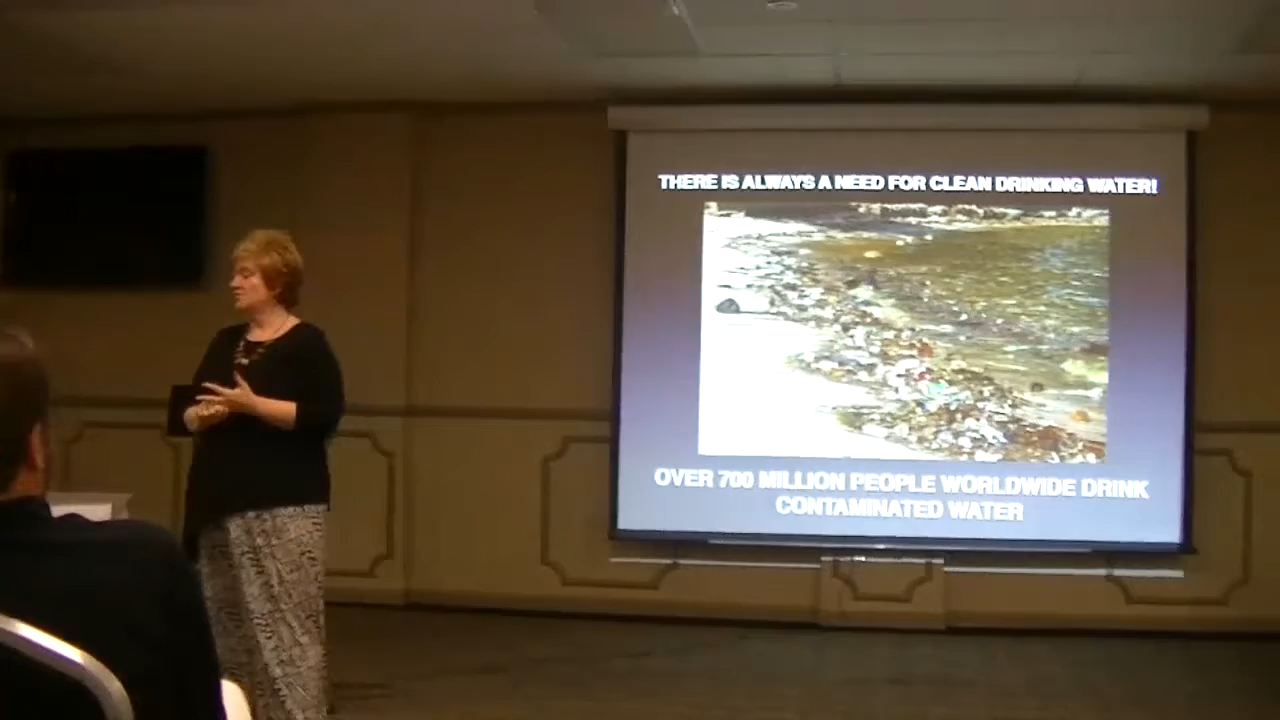 THERE IS ALWAYS A NEED FOR CLEAN DRINKING WATER!
OVER 700 MILLION PEOPLE WORLDWIDE DRINK
CONTAMINATED WATER